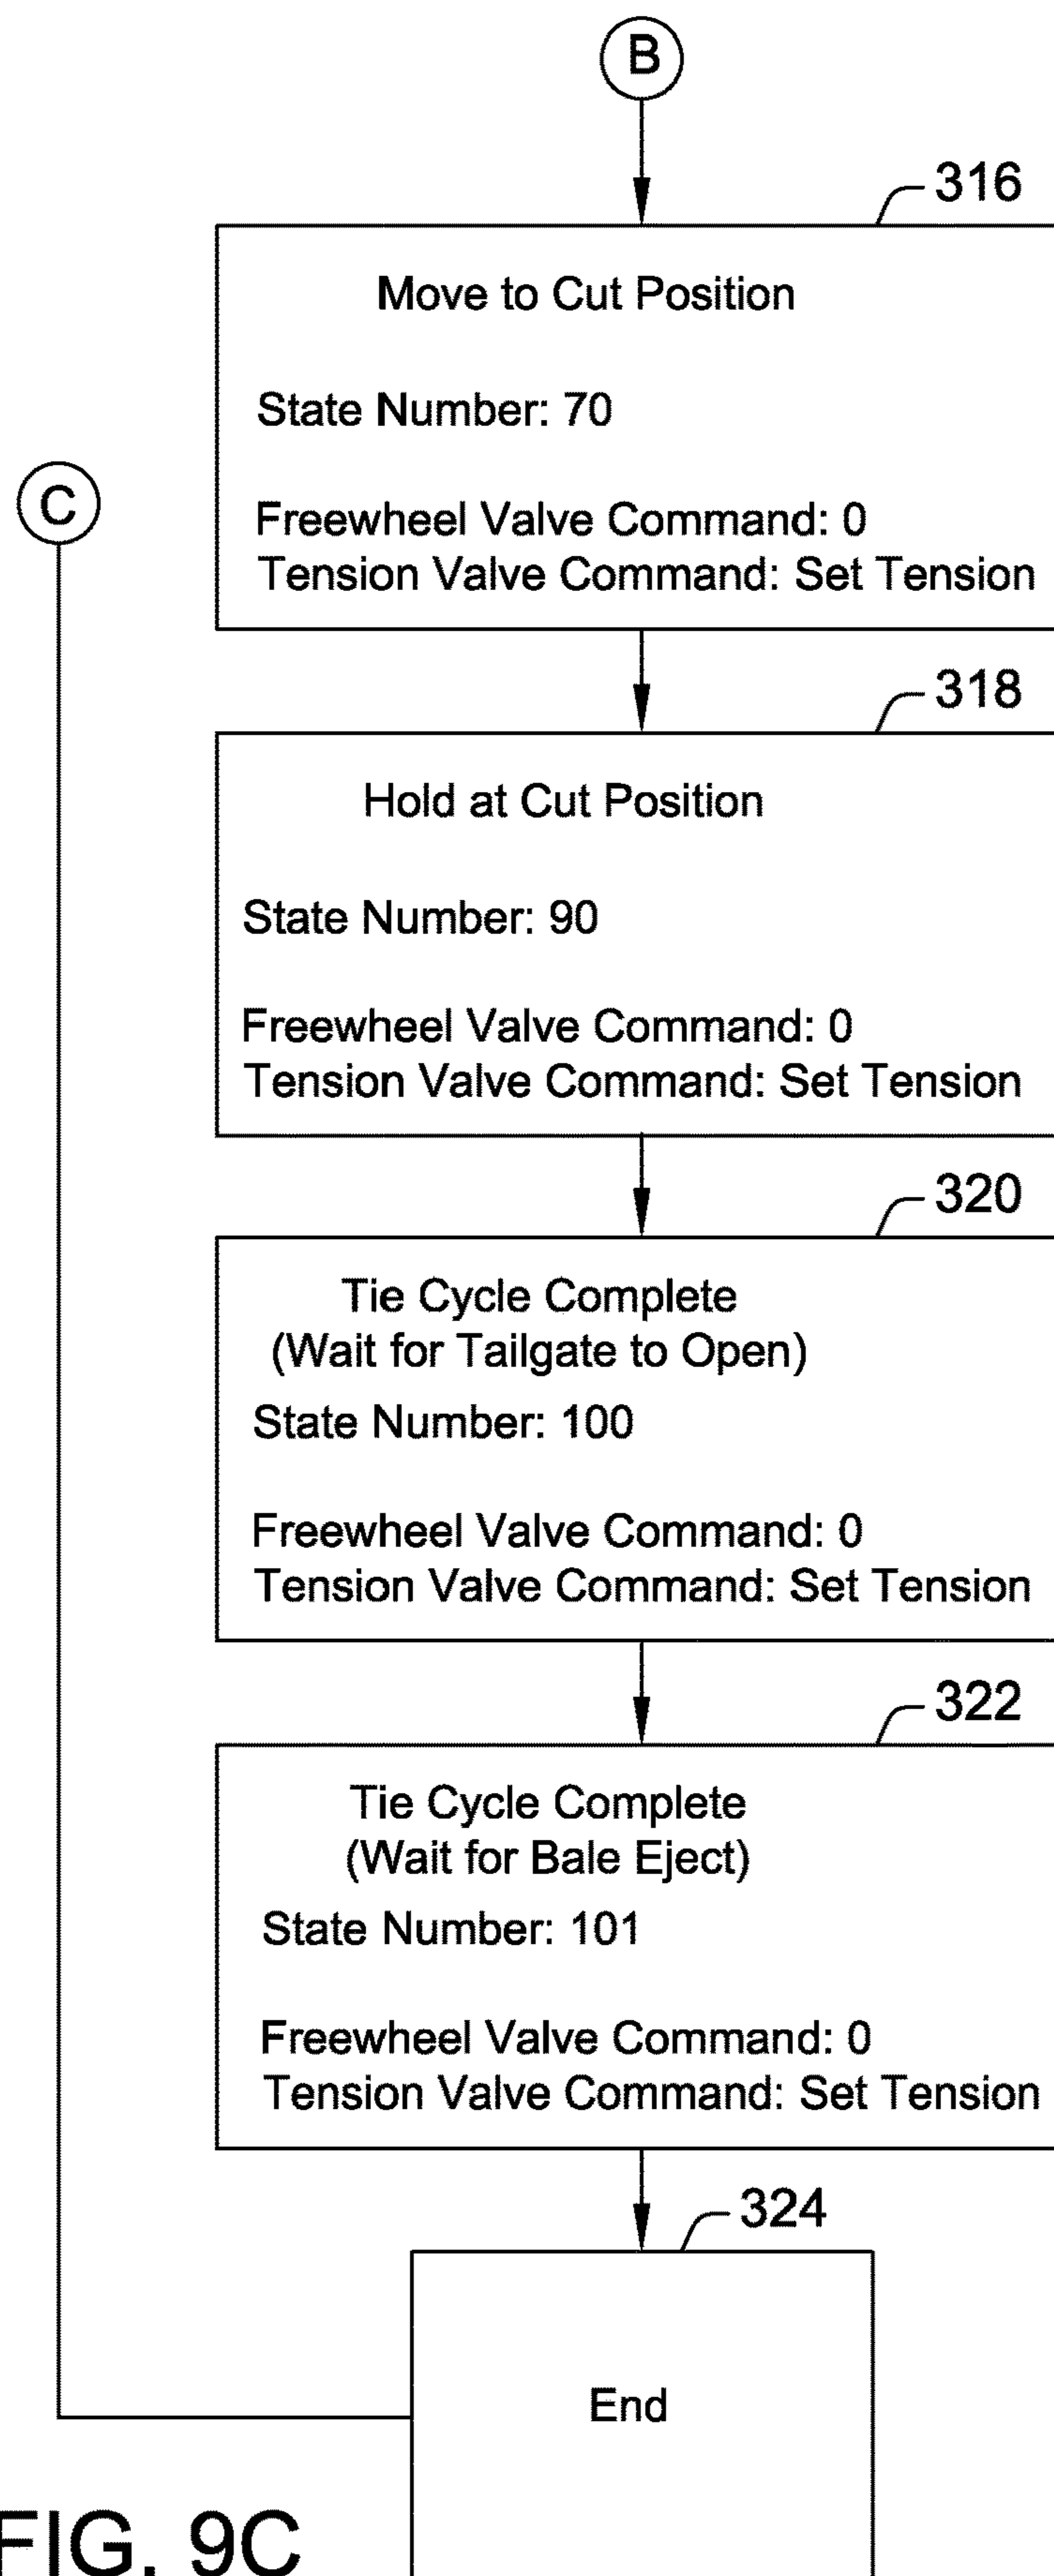 B
316
Move to Cut Position
State Number: 70
Freewheel Valve Command: 0
Tension Valve Command: Set Tension
C
318
Hold at Cut Position
State Number: 90
Freewheel Valve Command: 0
Tension Valve Command: Set Tension
320
Tie Cycle Complete
(Wait for Tailgate to Open)
State Number: 100
Freewheel Valve Command: 0
Tension Valve Command: Set Tension
322
Tie Cycle Complete
(Wait for Bale Eject)
State Number: 101
Freewheel Valve Command: 0
Tension Valve Command: Set Tension
324
End
FIG. 9C